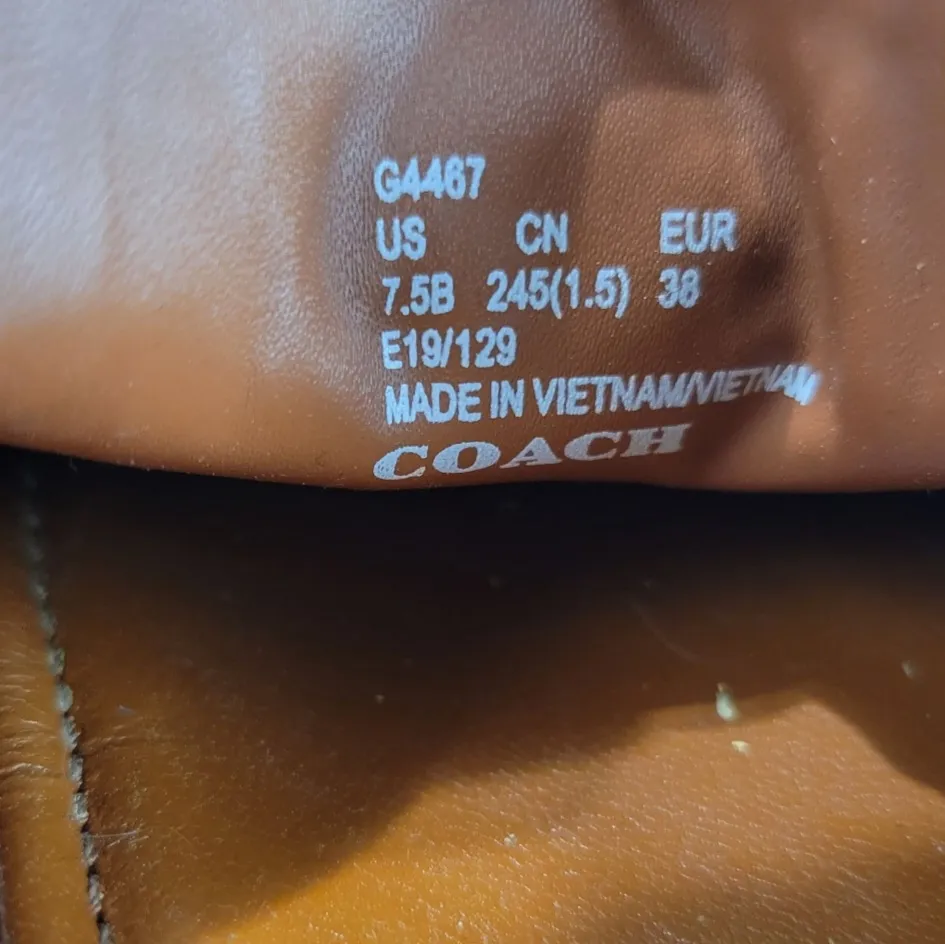 G4467
US CN EUR
7.5B 245(1.5) 38
E19/129
MADE IN VIETNAM/VIETNAM
COACH